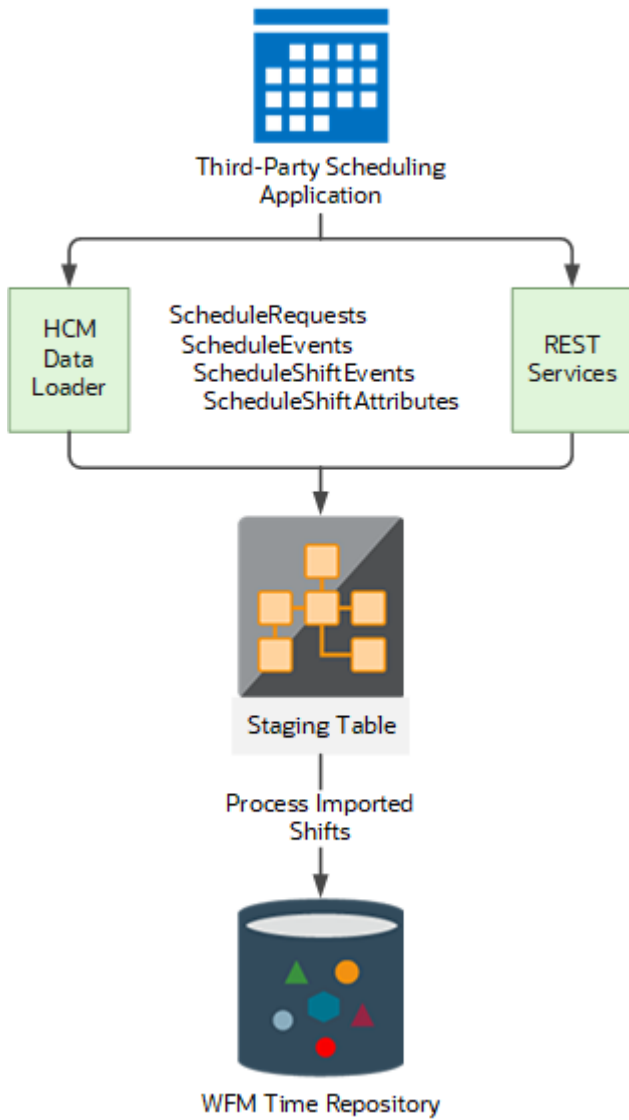 Third-Party Scheduling
Application
HCM
Data
Loader
ScheduleRequests
ScheduleEvents
ScheduleShiftEvents
ScheduleShiftAttributes
REST
Services
Staging Table
Process Imported
Shifts
WFM Time Repository